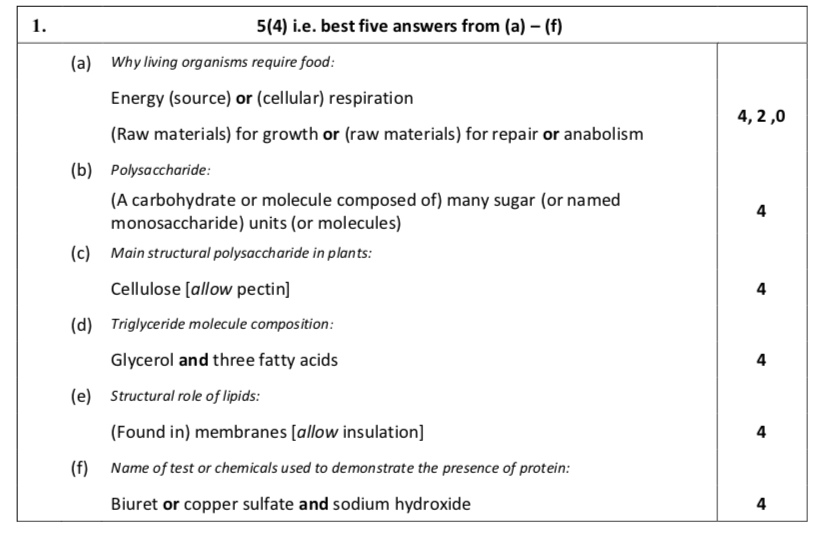 1. 5(4) i.e. best five answers from (a) – (f)
(a) Why living organisms require food:
Energy (source) or (cellular) respiration
4, 2 ,0
(Raw materials) for growth or (raw materials) for repair or anabolism
(b) Polysaccharide:
(A carbohydrate or molecule composed of) many sugar (or named
monosaccharide) units (or molecules)
4
(c) Main structural polysaccharide in plants:
Cellulose [allow pectin] 4
(d) Triglyceride molecule composition:
Glycerol and three fatty acids 4
(e) Structural role of lipids:
(Found in) membranes [allow insulation] 4
(f) Name of test or chemicals used to demonstrate the presence of protein:
Biuret or copper sulfate and sodium hydroxide 4